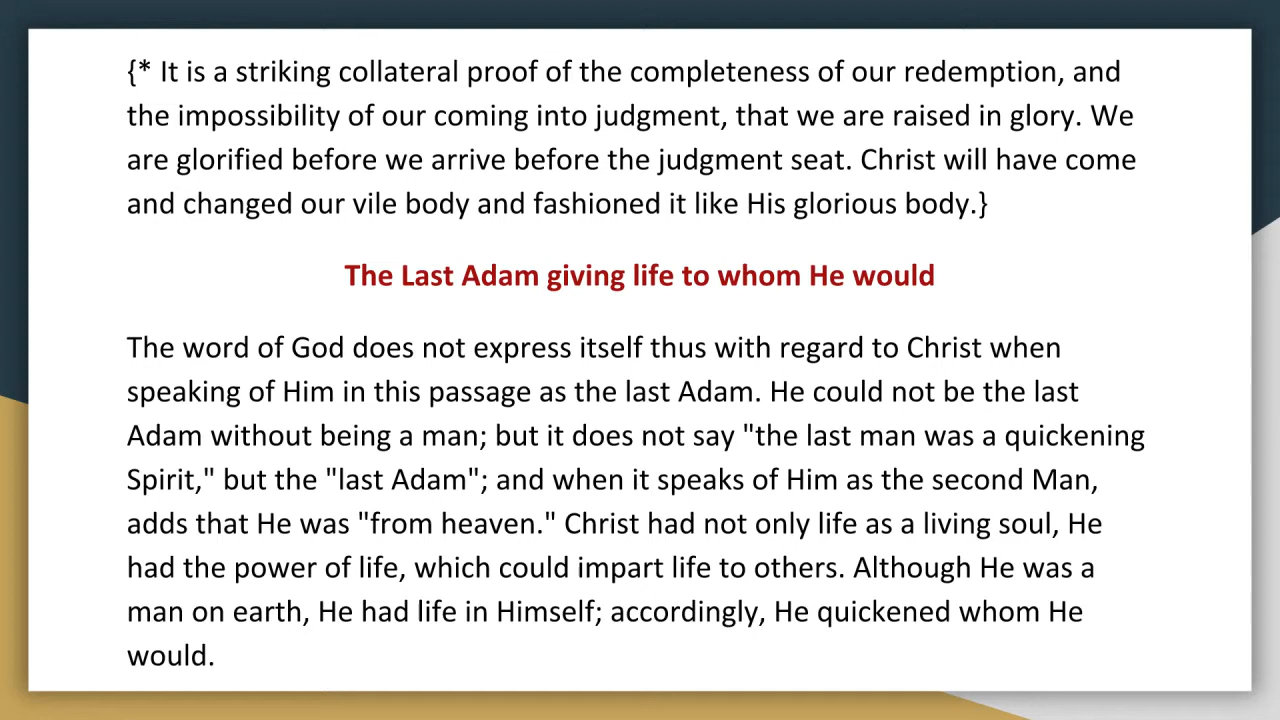 {* It is a striking collateral proof of the completeness of our redemption, and
the impossibility of our coming into judgment, that we are raised in glory. We
are glorified before we arrive before the judgment seat. Christ will have come
and changed our vile body and fashioned it like His glorious body.}
The Last Adam giving life to whom He would
The word of God does not express itself thus with regard to Christ when
speaking of Him in this passage as the last Adam. He could not be the last
Adam without being a man; but it does not say "the last man was a quickening
Spirit," but the "last Adam"; and when it speaks of Him as the second Man,
adds that He was "from heaven." Christ had not only life as a living soul, He
had the power of life, which could impart life to others. Although He was a
man on earth, He had life in Himself; accordingly, He quickened whom He
would.